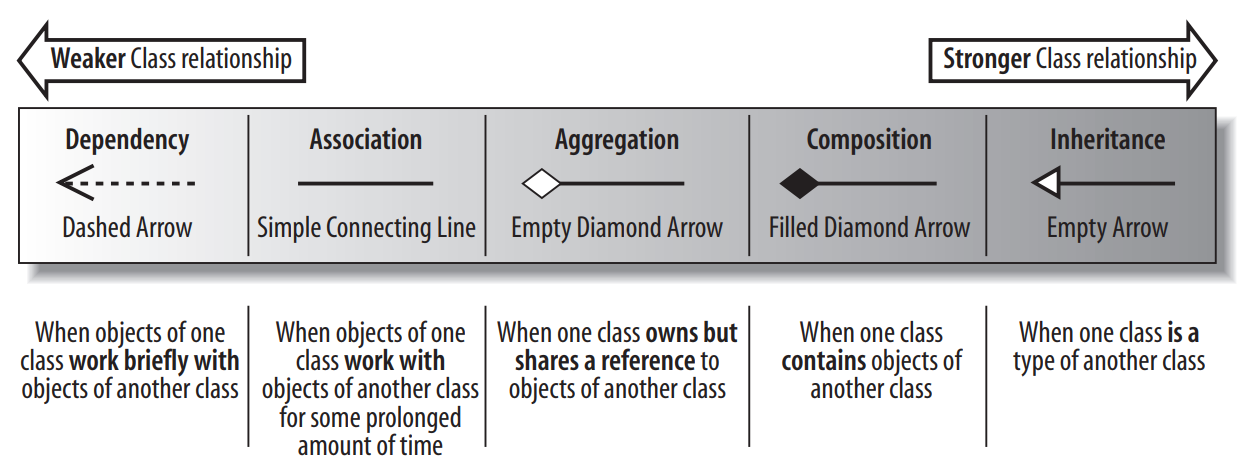 Weaker Class relationship
Stronger Class relationship
Dependency
Association
Aggregation
Composition
Inheritance
Dashed Arrow
Simple Connecting Line
Empty Diamond Arrow
Filled Diamond Arrow
Empty Arrow
When objects of one
class work briefly with
objects of another class
When objects of one
class work with
objects of another class
for some prolonged
amount of time
When one class owns but
shares a reference to
objects of another class
When one class
contains objects of
another class
When one class is a
type of another class